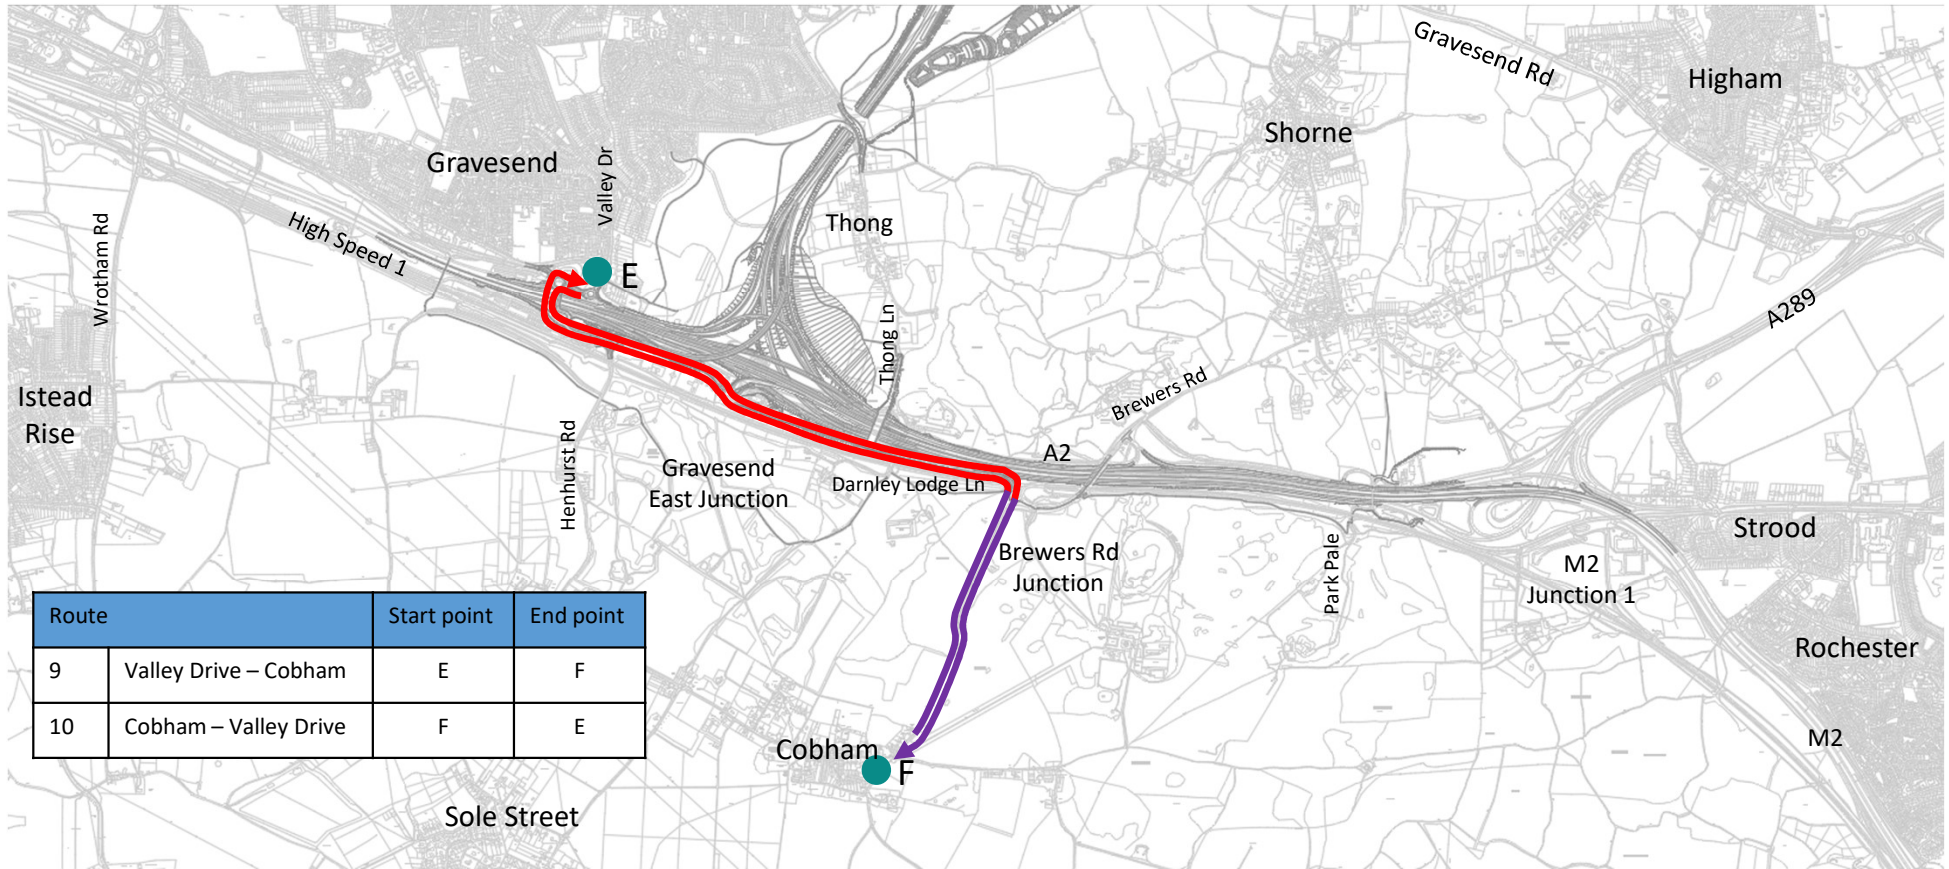 Gravesend Rd
Higham
Shorne
Gravesend
Valley Dr
Thong
High Speed 1
Wrotham Rd
E
A289
Thong Ln
Istead
Rise
Brewers Rd
Henhurst Rd
A2
Gravesend
East Junction
Darnley Lodge Ln
Strood
Brewers Rd
Junction
Park Pale
M2
Junction 1
Rochester
Route Start point End point
9 Valley Drive – Cobham E F
10 Cobham – Valley Drive F E
M2
Cobham
F
Sole Street